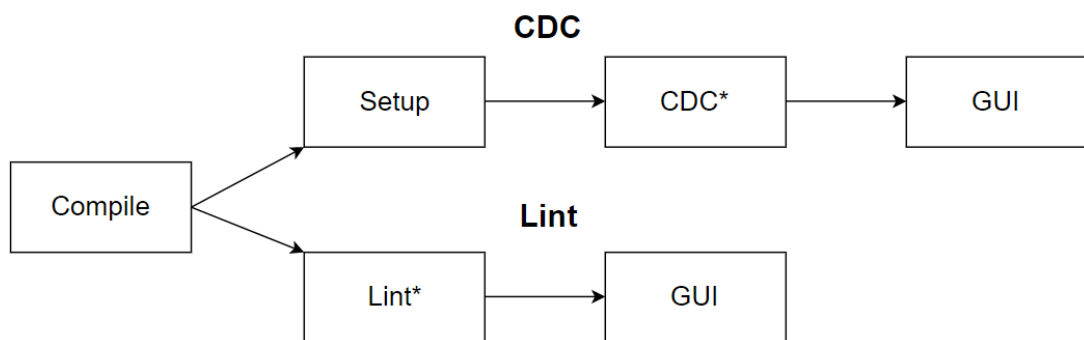 CDC
Setup
CDC*
GUI
Compile
Lint
Lint*
GUI